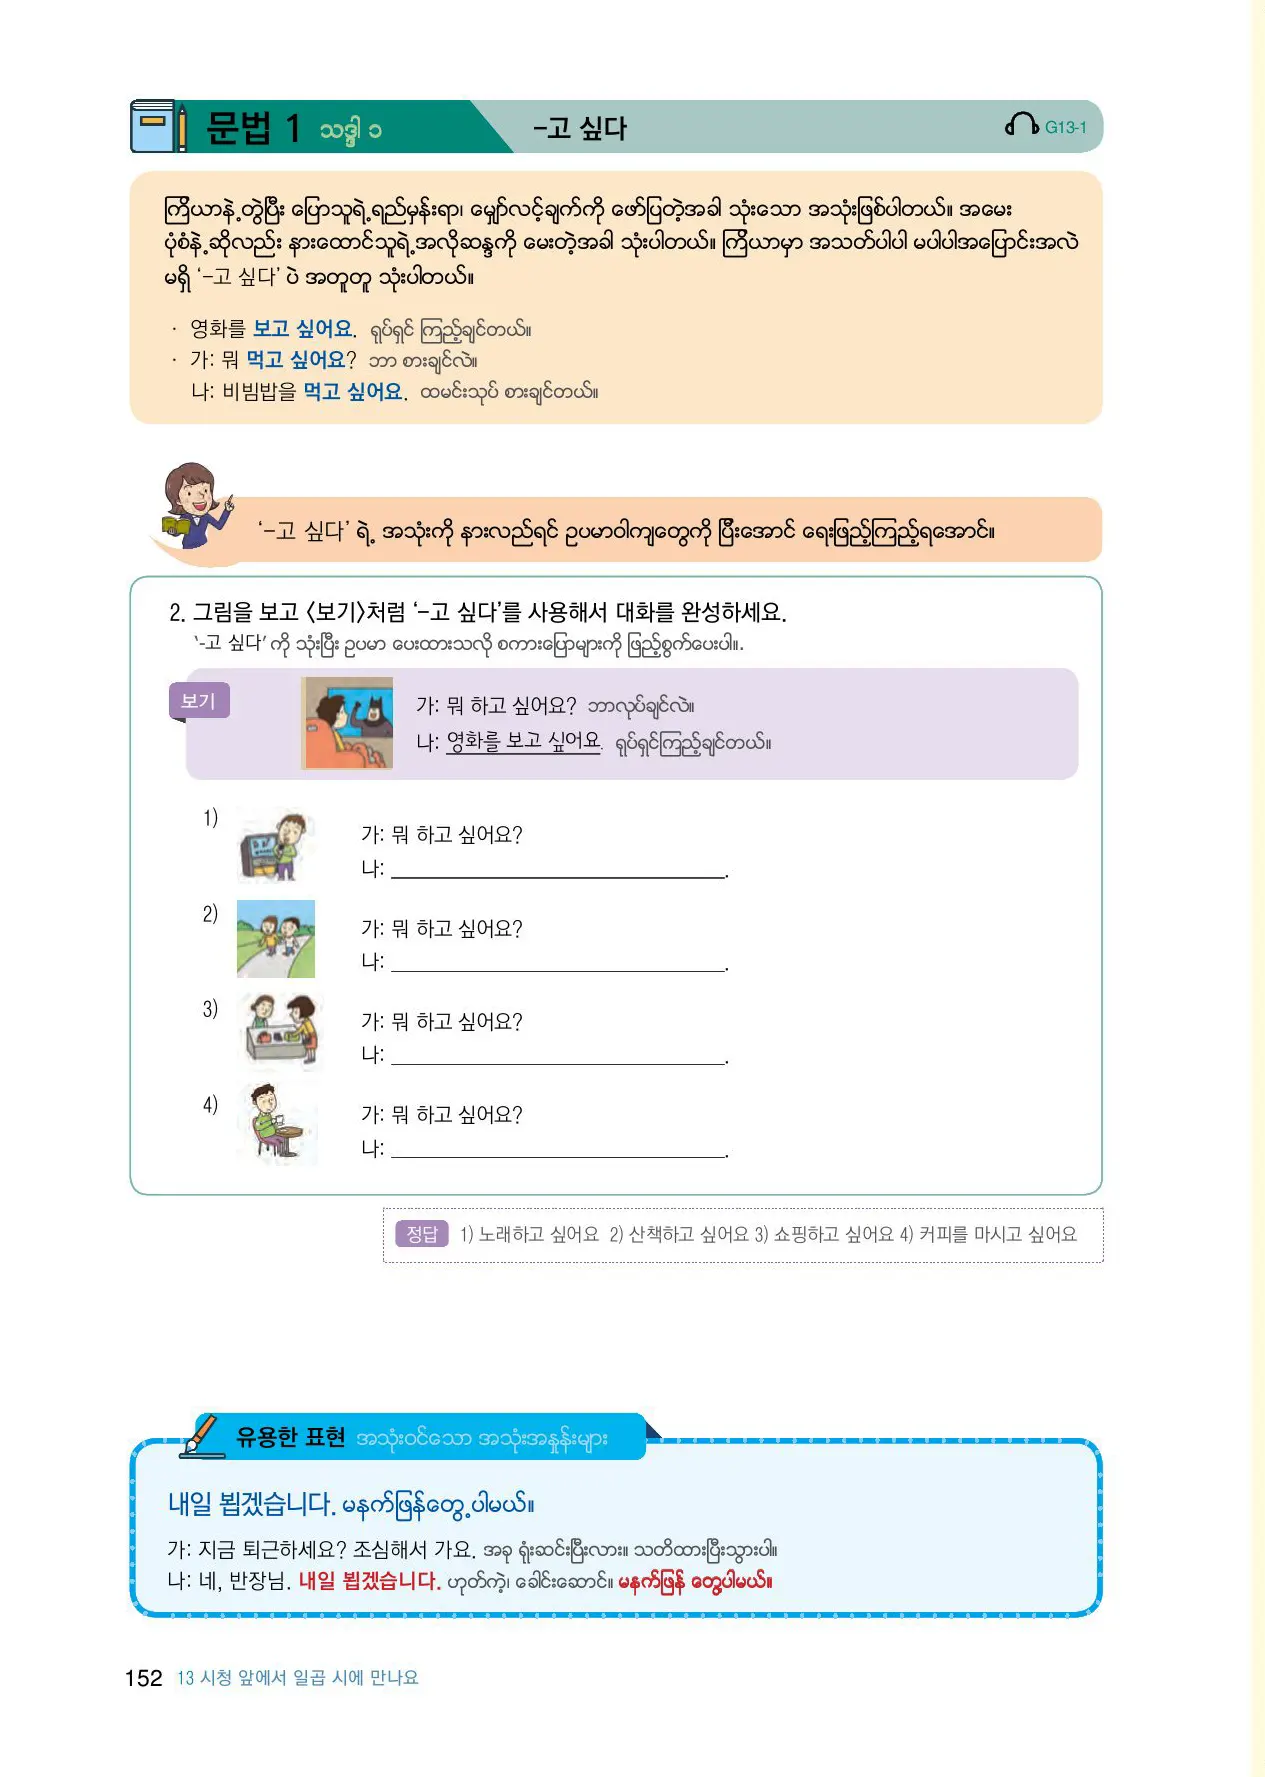 문법 1 သဒ္ဒါ ၁ -고 싶다 G13-1
ကြိယာနဲ့တွဲပြီး ပြောသူရဲ့ရည်မှန်းရာ၊ မျှော်လင့်ချက်ကို ဖော်ပြတဲ့အခါ သုံးသော အသုံးဖြစ်ပါတယ်။ အမေး
ပုံစံနဲ့ဆိုလည်း နားထောင်သူရဲ့အလိုဆန္ဒကို မေးတဲ့အခါ သုံးပါတယ်။ ကြိယာမှာ အသတ်ပါပါ မပါပါအပြောင်းအလဲ
မရှိ ‘-고 싶다’ ပဲ အတူတူ သုံးပါတယ်။
· 영화를 보고 싶어요. ရုပ်ရှင် ကြည့်ချင်တယ်။
· 가: 뭐 먹고 싶어요? ဘာ စားချင်လဲ။
나: 비빔밥을 먹고 싶어요. ထမင်းသုပ် စားချင်တယ်။
‘-고 싶다’ ရဲ့ အသုံးကို နားလည်ရင် ဥပမာဝါကျတွေကို ပြီးအောင် ရေးဖြည့်ကြည့်ရအောင်။
2. 그림을 보고 〈보기〉처럼 ‘-고 싶다’를 사용해서 대화를 완성하세요.
‘-고 싶다’ ကို သုံးပြီး ဥပမာ ပေးထားသလို စကားပြောများကို ဖြည့်စွက်ပေးပါ။.
보기
가: 뭐 하고 싶어요? ဘာလုပ်ချင်လဲ။
나: 영화를 보고 싶어요. ရုပ်ရှင်ကြည့်ချင်တယ်။
1)
가: 뭐 하고 싶어요?
나: ______________________________.
2)
가: 뭐 하고 싶어요?
나: ______________________________.
3)
가: 뭐 하고 싶어요?
나: ______________________________.
4)
가: 뭐 하고 싶어요?
나: ______________________________.
정답 1) 노래하고 싶어요 2) 산책하고 싶어요 3) 쇼핑하고 싶어요 4) 커피를 마시고 싶어요
유용한 표현 အသုံးဝင်သော အသုံးအနှုန်းများ
내일 뵙겠습니다. မနက်ဖြန်တွေ့ပါမယ်။
가: 지금 퇴근하세요? 조심해서 가요. အခု ရုံးဆင်းပြီးလား။ သတိထားပြီးသွားပါ။
나: 네, 반장님. 내일 뵙겠습니다. ဟုတ်ကဲ့၊ ခေါင်းဆောင်။ မနက်ဖြန် တွေ့ပါမယ်။
152 13 시청 앞에서 일곱 시에 만나요